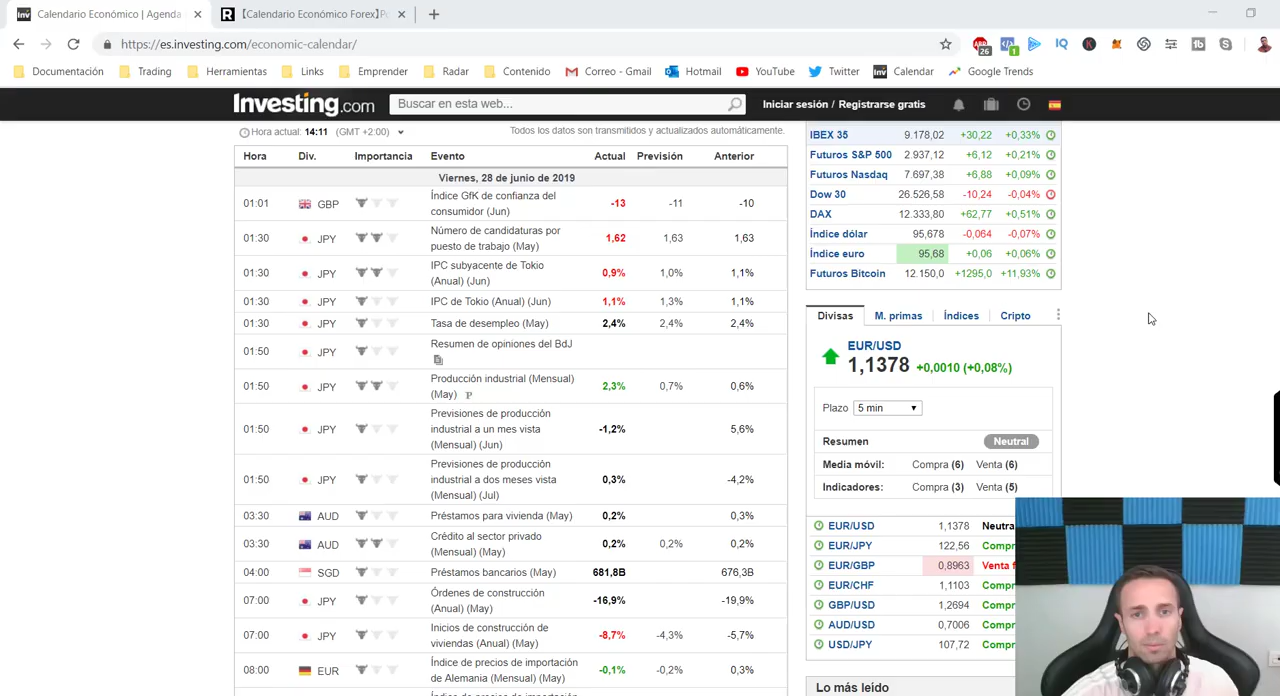 Calendario Económico | Agenda
【Calendario Económico Forex】Po
https://es.investing.com/economic-calendar/
26
1
IQ
K
Documentación
Trading
Herramientas
Links
Emprender
Radar
Contenido
Correo - Gmail
Hotmail
YouTube
Twitter
Calendar
Google Trends
Investing.com
Buscar en esta web...
Iniciar sesión / Registrarse gratis
Hora actual: 14:11 (GMT +2:00)
Todos los datos son transmitidos y actualizados automáticamente.
Hora Div. Importancia Evento Actual Previsión Anterior
Viernes, 28 de junio de 2019
01:01 GBP Índice GfK de confianza del -13 -11 -10
consumidor (Jun)
01:30 JPY Número de candidaturas por 1,62 1,63 1,63
puesto de trabajo (May)
01:30 JPY IPC subyacente de Tokio 0,9% 1,0% 1,1%
(Anual) (Jun)
01:30 JPY IPC de Tokio (Anual) (Jun) 1,1% 1,3% 1,1%
01:30 JPY Tasa de desempleo (May) 2,4% 2,4% 2,4%
01:50 JPY Resumen de opiniones del BdJ
01:50 JPY Producción industrial (Mensual) 2,3% 0,7% 0,6%
(May) P
01:50 JPY Previsiones de producción -1,2% 5,6%
industrial a un mes vista
(Mensual) (Jun)
01:50 JPY Previsiones de producción 0,3% -4,2%
industrial a dos meses vista
(Mensual) (Jul)
03:30 AUD Préstamos para vivienda (May) 0,2% 0,3%
03:30 AUD Crédito al sector privado 0,2% 0,2% 0,2%
(Mensual) (May)
04:00 SGD Préstamos bancarios (May) 681,8B 676,3B
07:00 JPY Órdenes de construcción -16,9% -19,9%
(Anual) (May)
07:00 JPY Inicios de construcción de -8,7% -4,3% -5,7%
viviendas (Anual) (May)
08:00 EUR Índice de precios de importación -0,1% -0,2% 0,3%
de Alemania (Mensual) (May)
IBEX 35 9.178,02 +30,22 +0,33%
Futuros S&P 500 2.937,12 +6,12 +0,21%
Futuros Nasdaq 7.697,38 +6,88 +0,09%
Dow 30 26.526,58 -10,24 -0,04%
DAX 12.333,80 +62,77 +0,51%
Índice dólar 95,678 -0,064 -0,07%
Índice euro 95,68 +0,06 +0,06%
Futuros Bitcoin 12.150,0 +1295,0 +11,93%
Divisas M. primas Índices Cripto
EUR/USD
1,1378 +0,0010 (+0,08%)
Plazo 5 min
Resumen Neutral
Media móvil: Compra (6) Venta (6)
Indicadores: Compra (3) Venta (5)
EUR/USD 1,1378 Neutra
EUR/JPY 122,56 Compr
EUR/GBP 0,8963 Venta f
EUR/CHF 1,1103 Compr
GBP/USD 1,2694 Compr
AUD/USD 0,7006 Compr
USD/JPY 107,72 Compr
Lo más leído